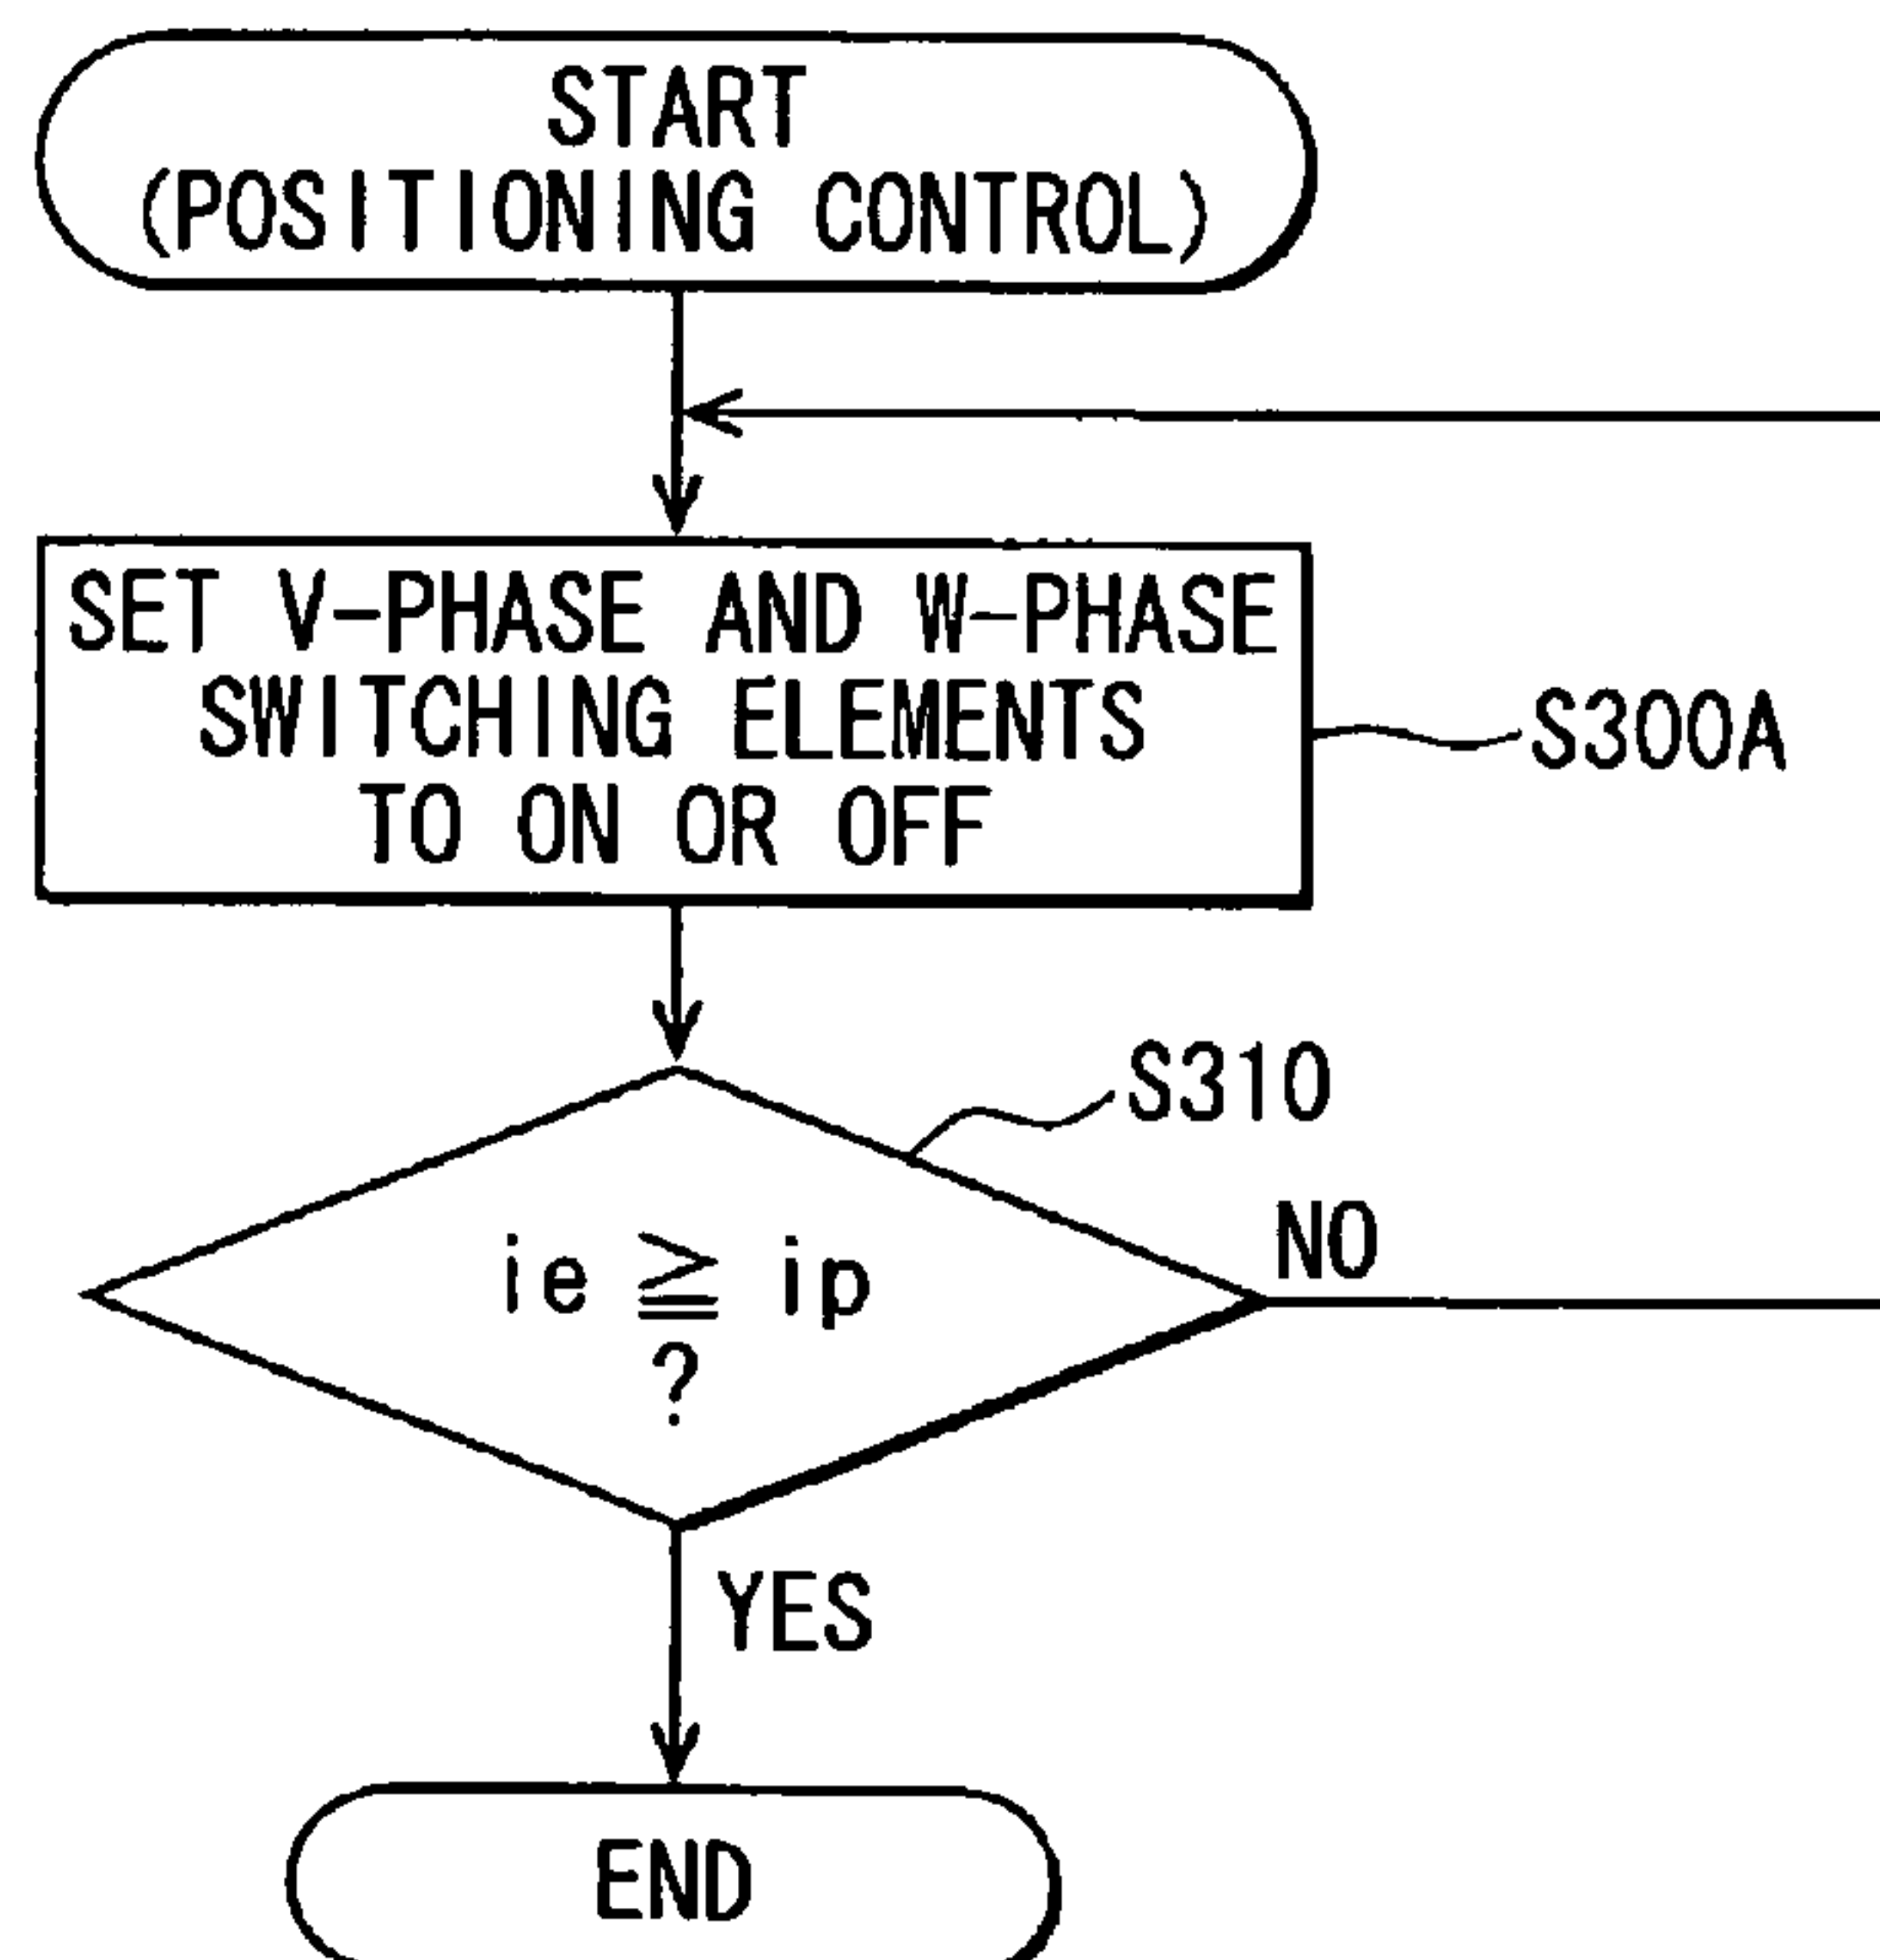 START
(POSITIONING CONTROL)
SET V-PHASE AND W-PHASE
SWITCHING ELEMENTS
TO ON OR OFF
S300A
S310
ie ≧ ip
?
NO
YES
END